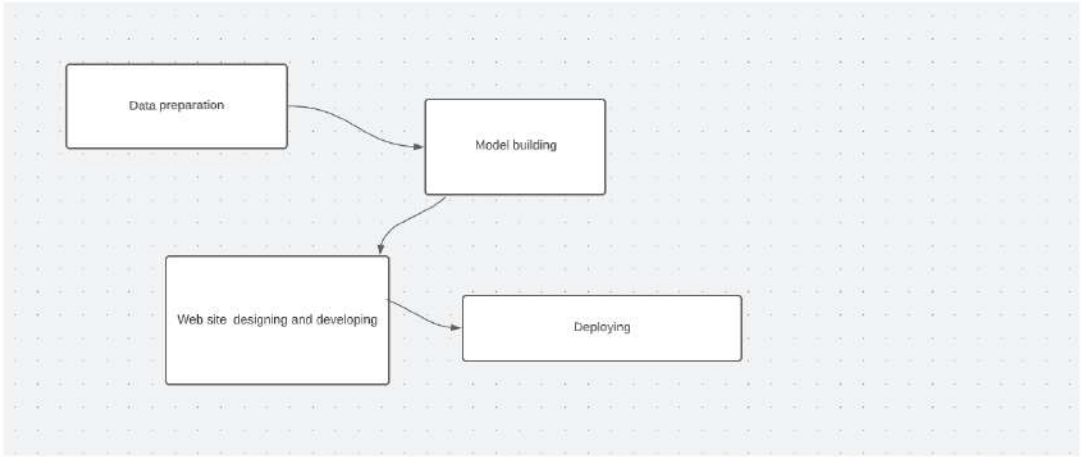 Data preparation
Model building
Web site designing and developing
Deploying